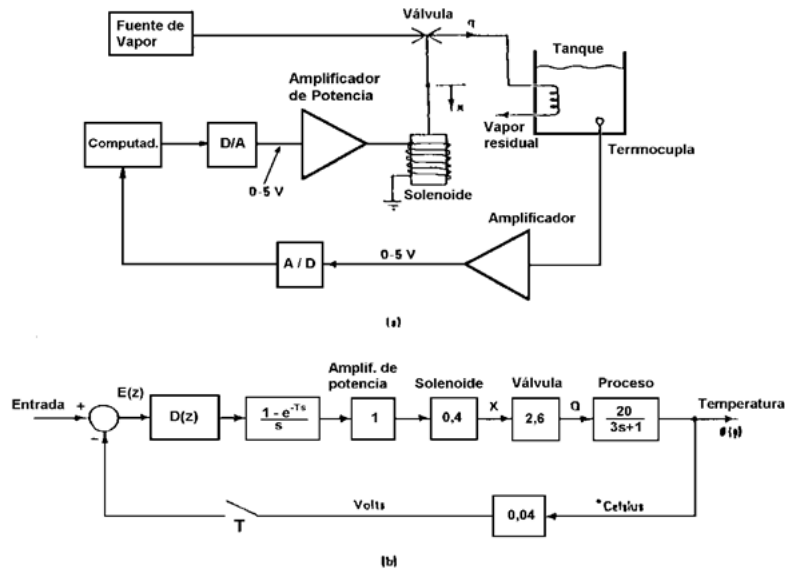 Válvula
Fuente de
Vapor
q
Tanque
Amplificador
de Potencia
x
Vapor
residual
Computad.
D/A
0-5 V
Solenoide
Termocupla
Amplificador
A / D
0-5 V
(a)
Amplif. de
potencia
Solenoide
Válvula
Proceso
Entrada
+
E(z)
D(z)
1 - e^-Ts
s
1
0,4
X
2,6
Q
20
3s+1
Temperatura
−
Volts
°Celsius
T
0,04
(b)